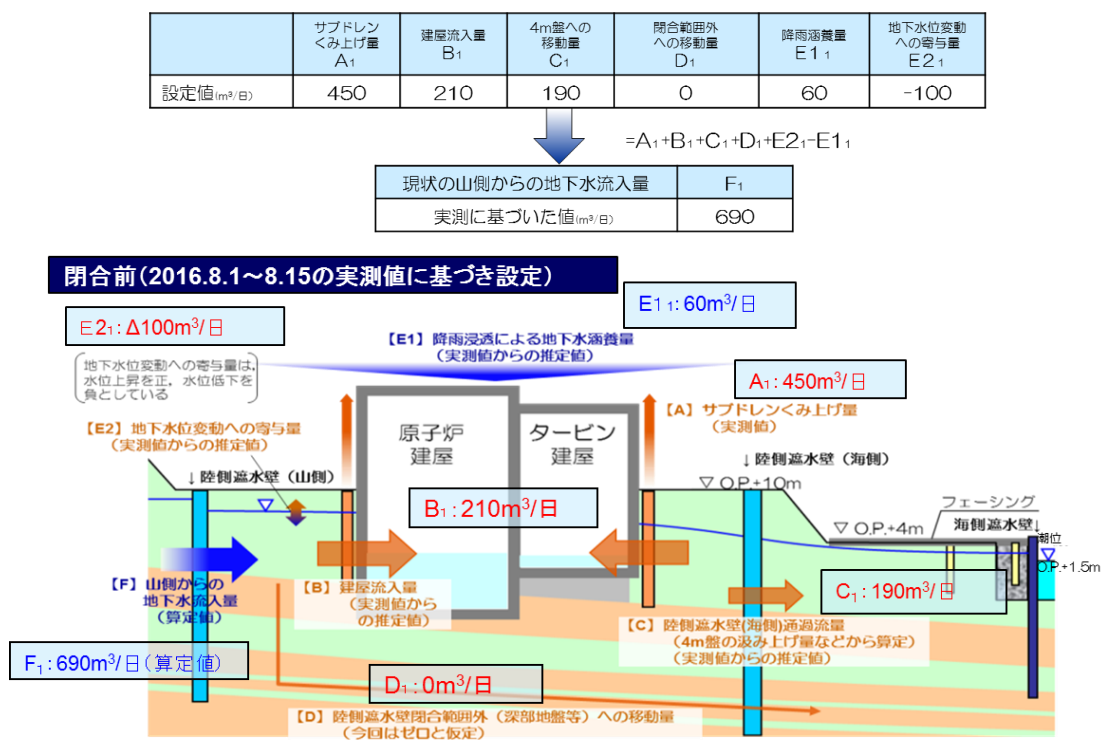 サブドレン
くみ上げ量
A₁
建屋流入量
B₁
4m盤への
移動量
C₁
閉合範囲外
への移動量
D₁
降雨涵養量
E1₁
地下水位変動
への寄与量
E2₁
設定値(m³/日) 450 210 190 0 60 -100
=A₁+B₁+C₁+D₁+E2₁-E1₁
現状の山側からの地下水流入量 F₁
実測に基づいた値(m³/日) 690
閉合前(2016.8.1～8.15の実測値に基づき設定)
E1₁:60m³/日
E2₁:Δ100m³/日
【E1】降雨浸透による地下水涵養量
(実測値からの推定値)
地下水位変動への寄与量は,
水位上昇を正, 水位低下を
負としている
A₁:450m³/日
【A】サブドレンくみ上げ量
(実測値)
【E2】地下水位変動への寄与量
(実測値からの推定値)
原子炉
建屋
タービン
建屋
↓陸側遮水壁(山側)
↓陸側遮水壁(海側)
▽O.P.+10m
フェーシング
海側遮水壁↓
▽O.P.+4m
潮位
O.P.+1.5m
B₁:210m³/日
【F】山側からの
地下水流入量
(算定値)
【B】建屋流入量
(実測値から
の推定値)
C₁:190m³/日
【C】陸側遮水壁(海側)通過流量
(4m盤の汲み上げ量などから算定)
(実測値からの推定値)
F₁:690m³/日(算定値)
D₁:0m³/日
【D】陸側遮水壁閉合範囲外(深部地盤等)への移動量
(今回はゼロと仮定)